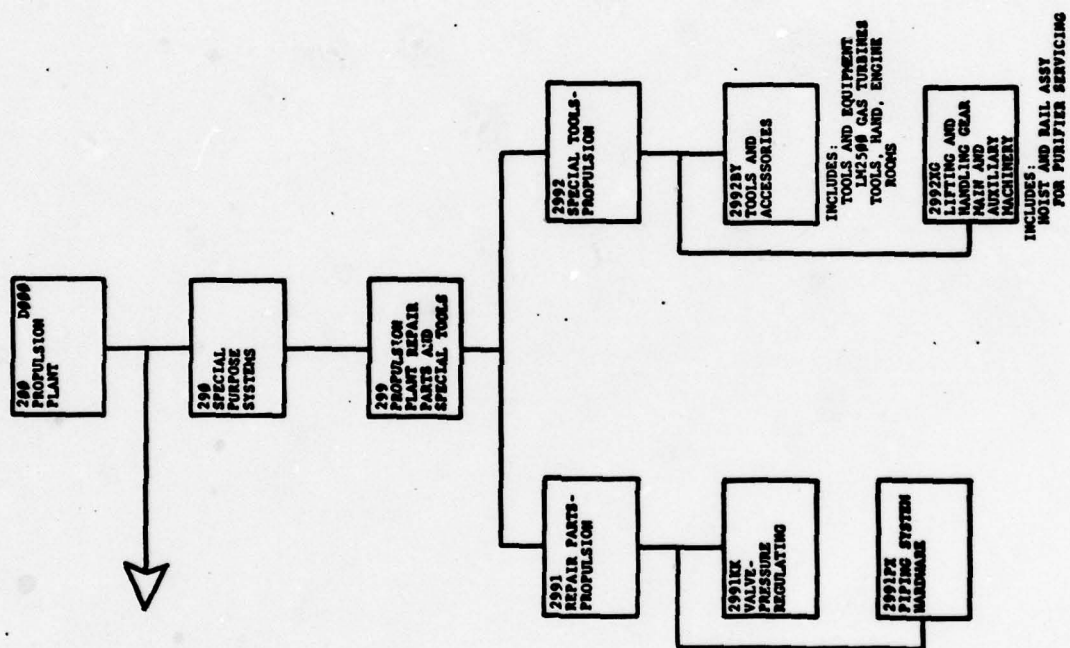 200 D000
PROPULSION
PLANT
290
SPECIAL
PURPOSE
SYSTEMS
299
PROPULSION
PLANT REPAIR
PARTS AND
SPECIAL TOOLS
2991
REPAIR PARTS-
PROPULSION
2991KK
VALVE-
PRESSURE
REGULATING
2991PX
PIPING SYSTEM
HARDWARE
2992
SPECIAL TOOLS-
PROPULSION
2992BY
TOOLS AND
ACCESSORIES
INCLUDES:
TOOLS AND EQUIPMENT
LM2500 GAS TURBINES
TOOLS, HAND, ENGINE
ROOMS
2992XG
LIFTING AND
HANDLING GEAR
MAIN AND
AUXILIARY
MACHINERY
INCLUDES:
HOIST AND RAIL ASSY
FOR PURIFIER SERVICING